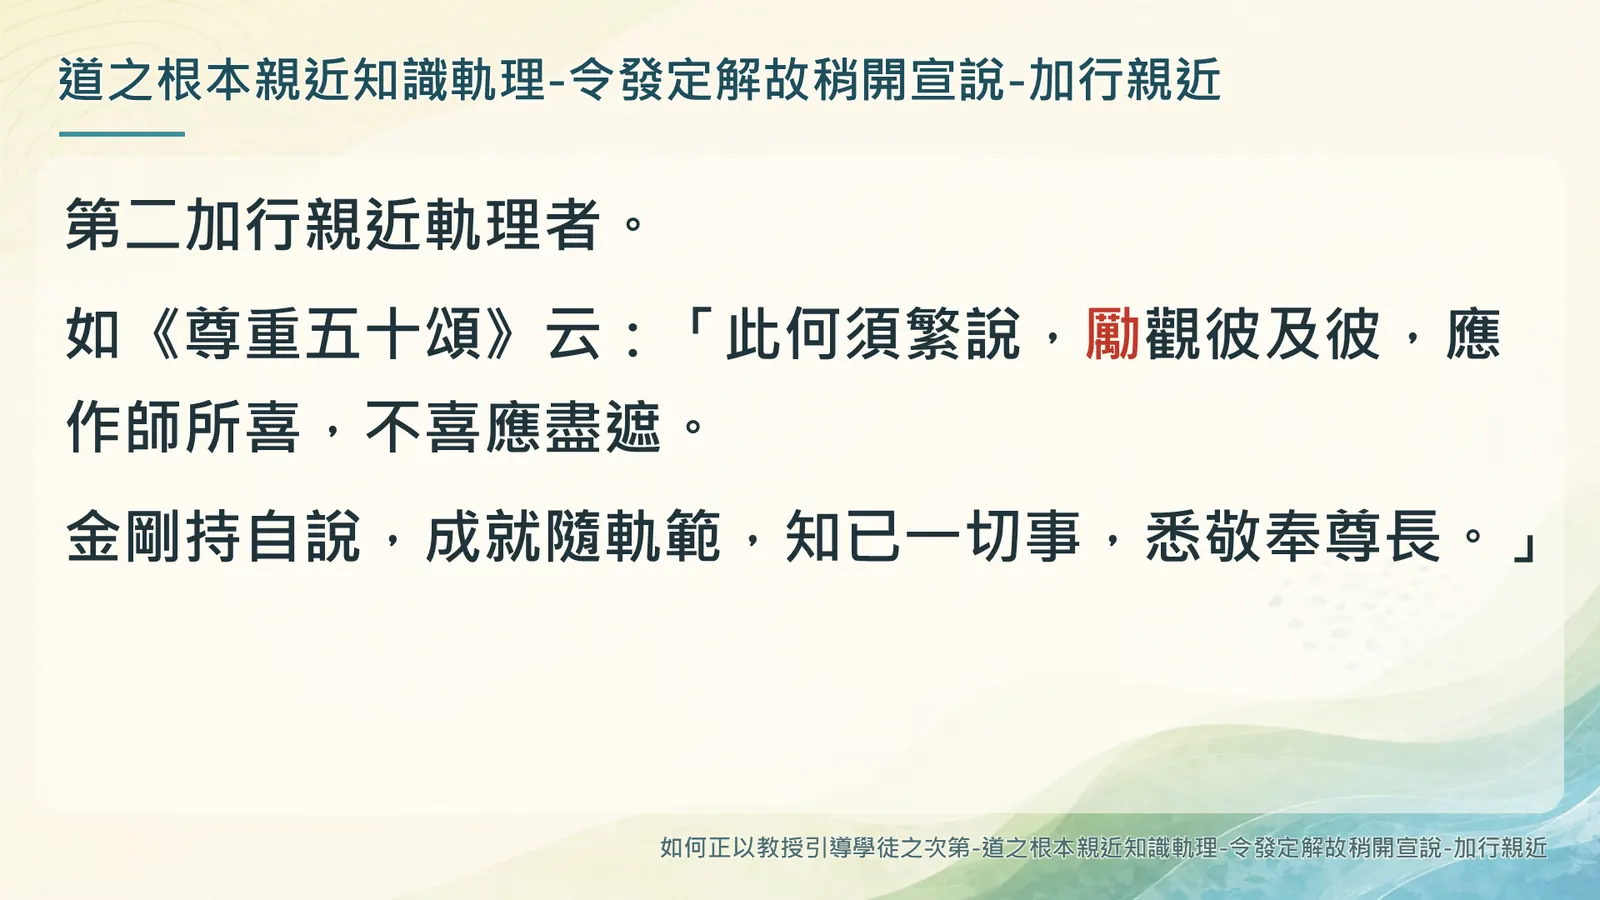 道之根本親近知識軌理-令發定解故稍開宣說-加行親近
第二加行親近軌理者。
如《尊重五十頌》云：「此何須繁說，勵觀彼及彼，應
作師所喜，不喜應盡遮。
金剛持自說，成就隨軌範，知已一切事，悉敬奉尊長。」
如何正以教授引導學徒之次第-道之根本親近知識軌理-令發定解故稍開宣說-加行親近